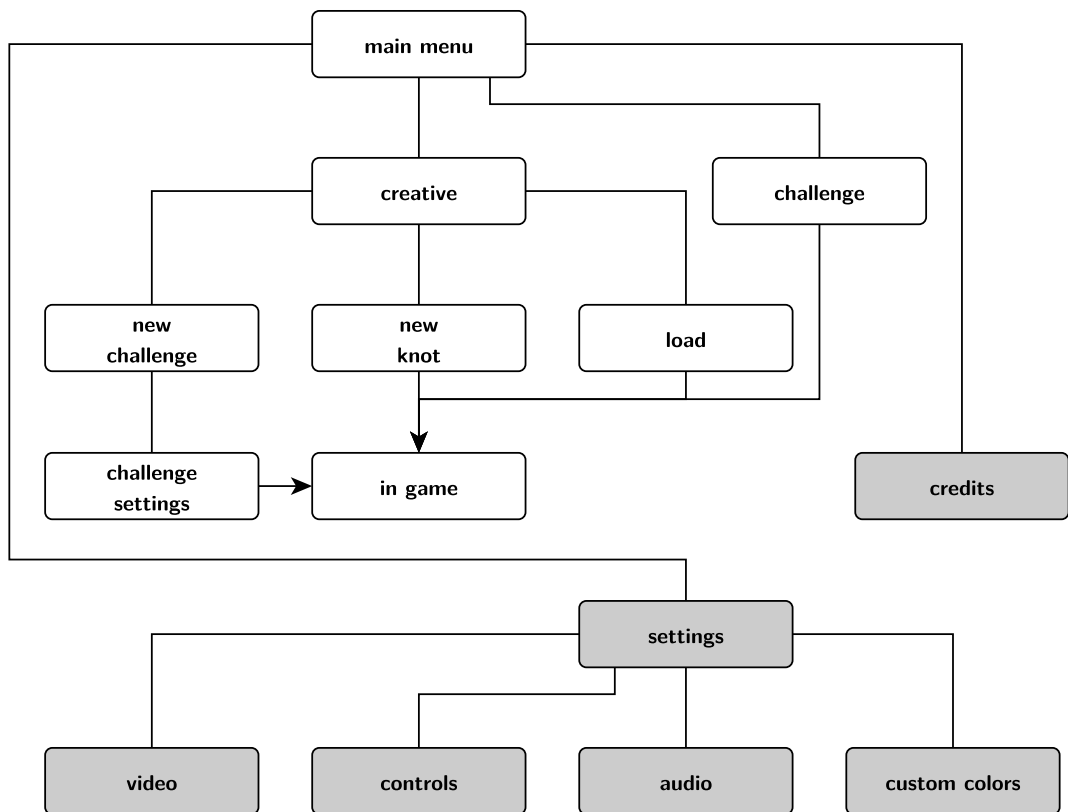 main menu
creative
challenge
new
challenge
new
knot
load
challenge
settings
in game
credits
settings
video
controls
audio
custom colors